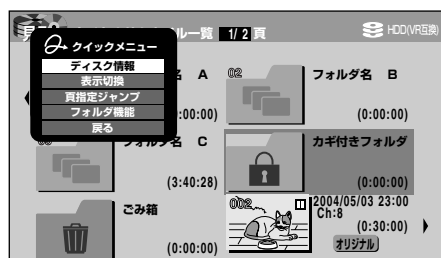 ル一覧 1/2 頁 HDD(VR互換)
クイックメニュー
ディスク情報
表示切換
頁指定ジャンプ
フォルダ機能
戻る
名 A
:00:00)
02 フォルダ名 B
(0:00:00)
フォルダ名 C
(3:40:28)
カギ付きフォルダ
(0:00:00)
ごみ箱
(0:00:00)
002
2004/05/03 23:00
Ch:8
(0:30:00)
オリジナル